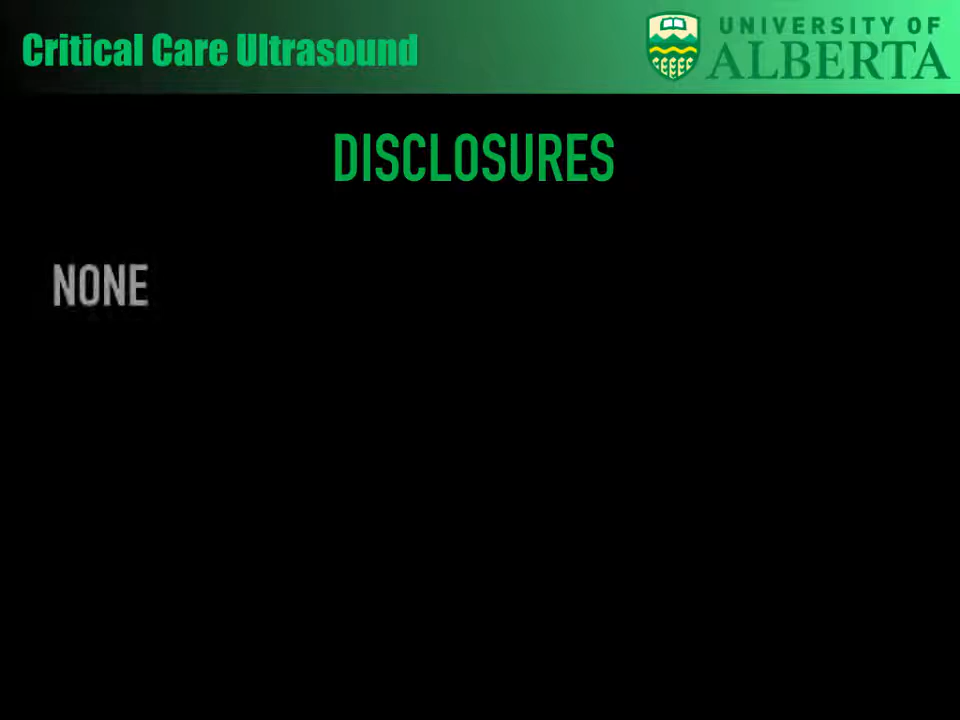 Critical Care Ultrasound
UNIVERSITY OF
ALBERTA
DISCLOSURES
NONE